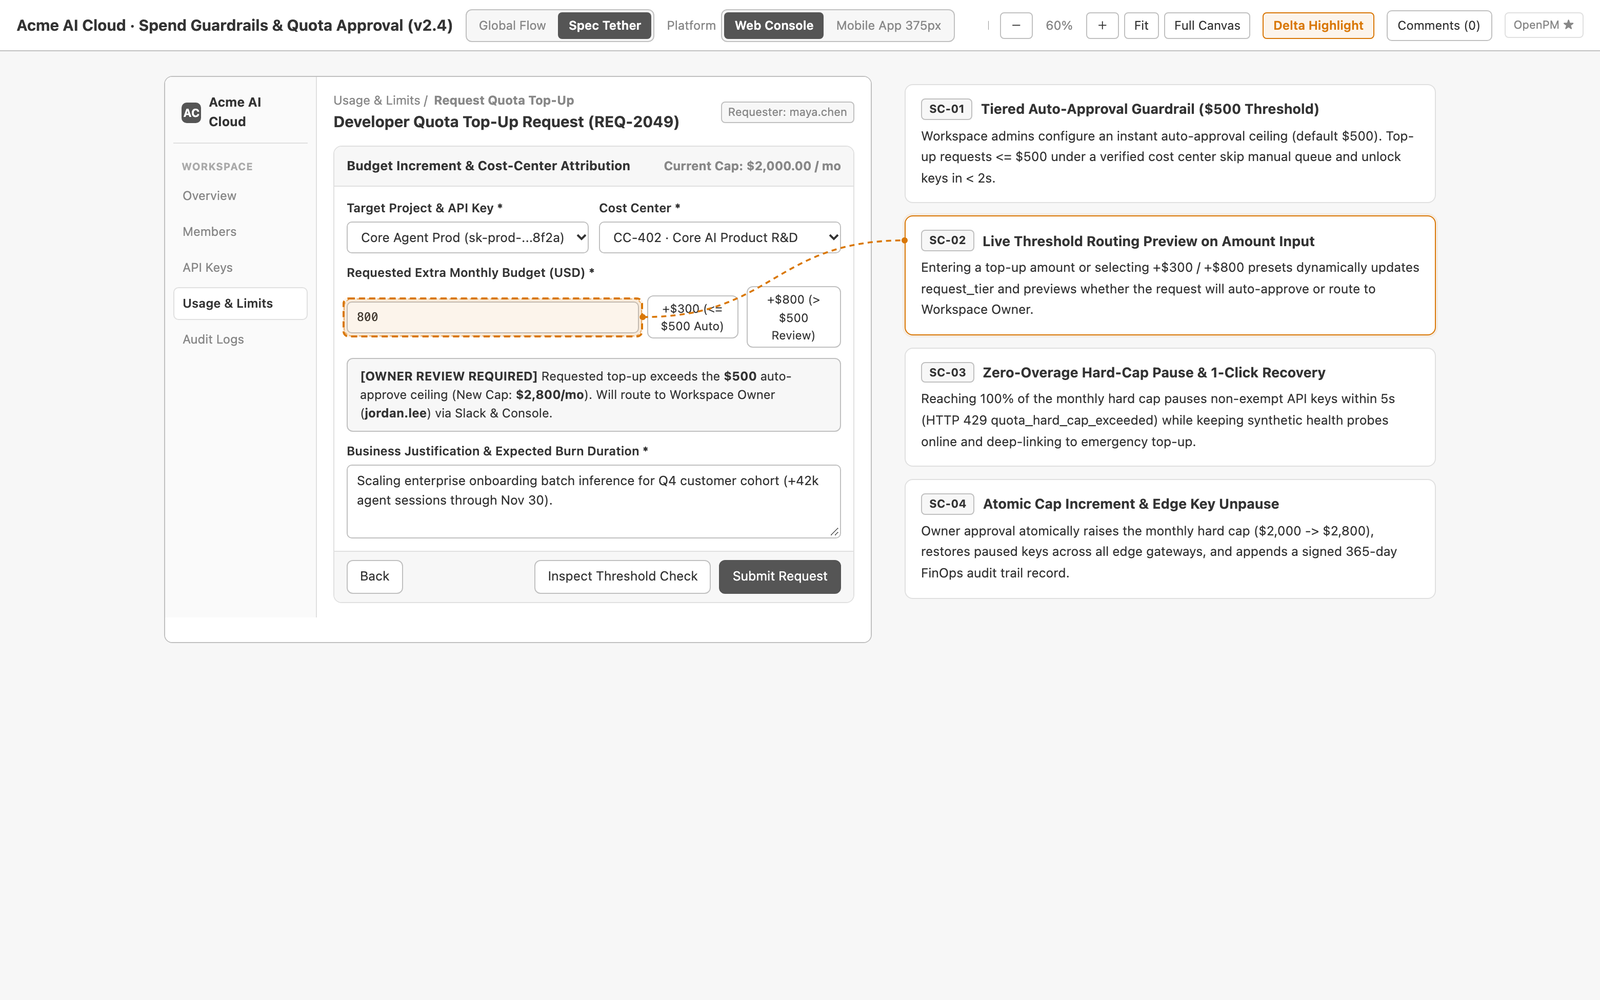 Acme AI Cloud · Spend Guardrails & Quota Approval (v2.4)
Global Flow
Spec Tether
Platform
Web Console
Mobile App 375px
−
60%
+
Fit
Full Canvas
Delta Highlight
Comments (0)
OpenPM ★
AC
Acme AI
Cloud
WORKSPACE
Overview
Members
API Keys
Usage & Limits
Audit Logs
Usage & Limits / Request Quota Top-Up
Developer Quota Top-Up Request (REQ-2049)
Requester: maya.chen
Budget Increment & Cost-Center Attribution
Current Cap: $2,000.00 / mo
Target Project & API Key *
Cost Center *
Core Agent Prod (sk-prod-...8f2a)
CC-402 · Core AI Product R&D
Requested Extra Monthly Budget (USD) *
800
+$300 (<=
$500 Auto)
+$800 (>
$500
Review)
[OWNER REVIEW REQUIRED] Requested top-up exceeds the $500 auto-
approve ceiling (New Cap: $2,800/mo). Will route to Workspace Owner
(jordan.lee) via Slack & Console.
Business Justification & Expected Burn Duration *
Scaling enterprise onboarding batch inference for Q4 customer cohort (+42k
agent sessions through Nov 30).
Back
Inspect Threshold Check
Submit Request
SC-01
Tiered Auto-Approval Guardrail ($500 Threshold)
Workspace admins configure an instant auto-approval ceiling (default $500). Top-
up requests <= $500 under a verified cost center skip manual queue and unlock
keys in < 2s.
SC-02
Live Threshold Routing Preview on Amount Input
Entering a top-up amount or selecting +$300 / +$800 presets dynamically updates
request_tier and previews whether the request will auto-approve or route to
Workspace Owner.
SC-03
Zero-Overage Hard-Cap Pause & 1-Click Recovery
Reaching 100% of the monthly hard cap pauses non-exempt API keys within 5s
(HTTP 429 quota_hard_cap_exceeded) while keeping synthetic health probes
online and deep-linking to emergency top-up.
SC-04
Atomic Cap Increment & Edge Key Unpause
Owner approval atomically raises the monthly hard cap ($2,000 -> $2,800),
restores paused keys across all edge gateways, and appends a signed 365-day
FinOps audit trail record.